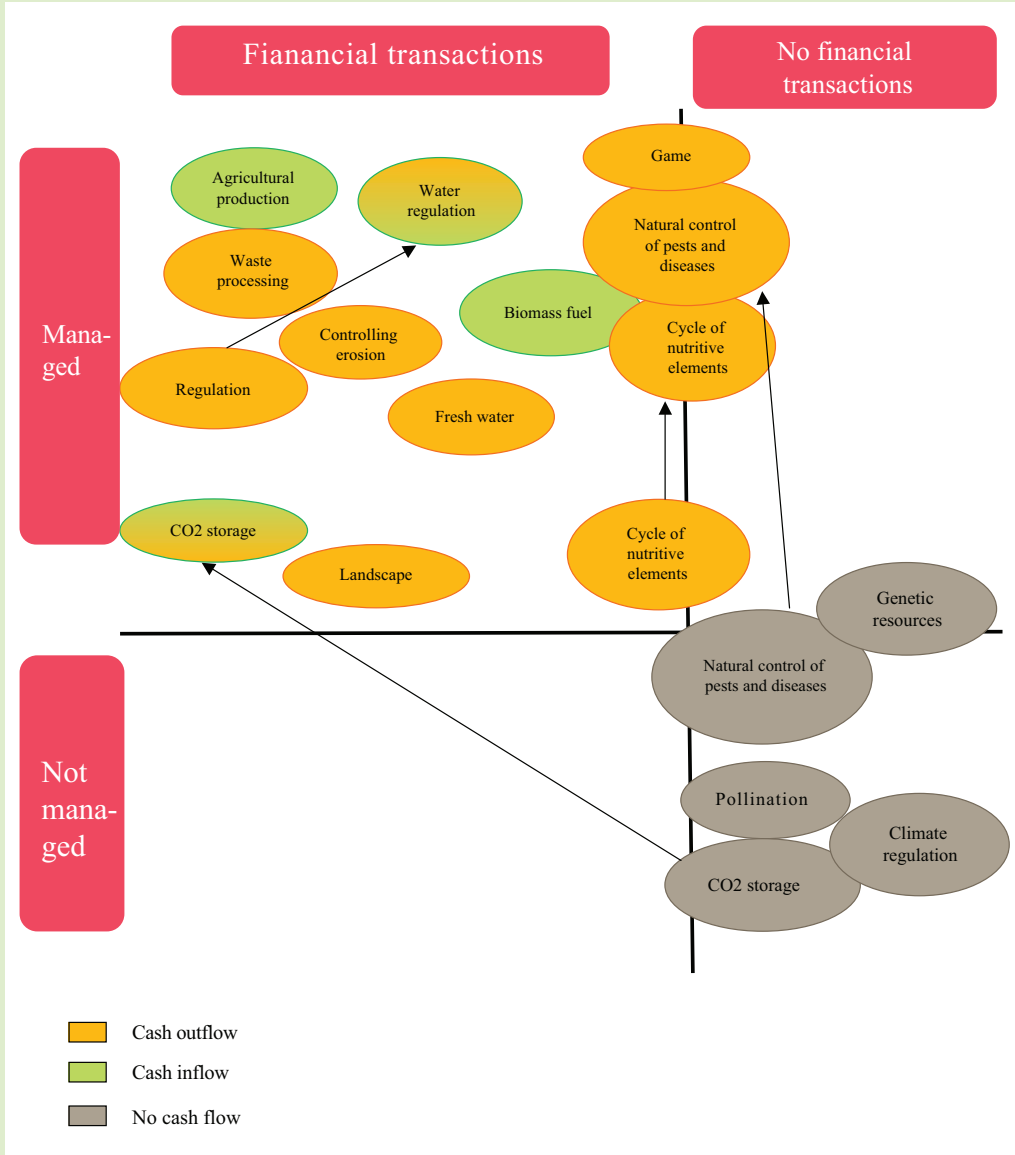 Fianancial transactions
No financial
transactions
Mana-
ged
Game
Agricultural
production
Water
regulation
Natural control
of pests and
diseases
Waste
processing
Biomass fuel
Controlling
erosion
Cycle of
nutritive
elements
Regulation
Fresh water
CO2 storage
Landscape
Cycle of
nutritive
elements
Genetic
resources
Not
mana-
ged
Natural control of
pests and diseases
Pollination
Climate
regulation
CO2 storage
Cash outflow
Cash inflow
No cash flow